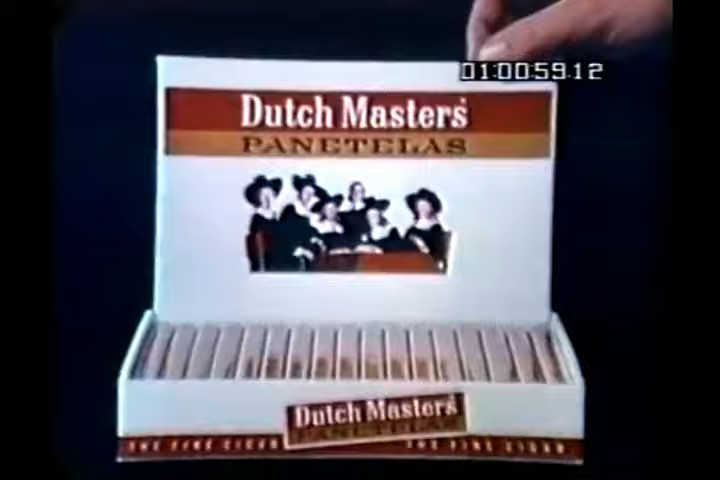 01:00:59.12
Dutch Masters
PANETELAS
Dutch Masters
PANETELAS
THE FINE CIGAR THE FINE CIGAR